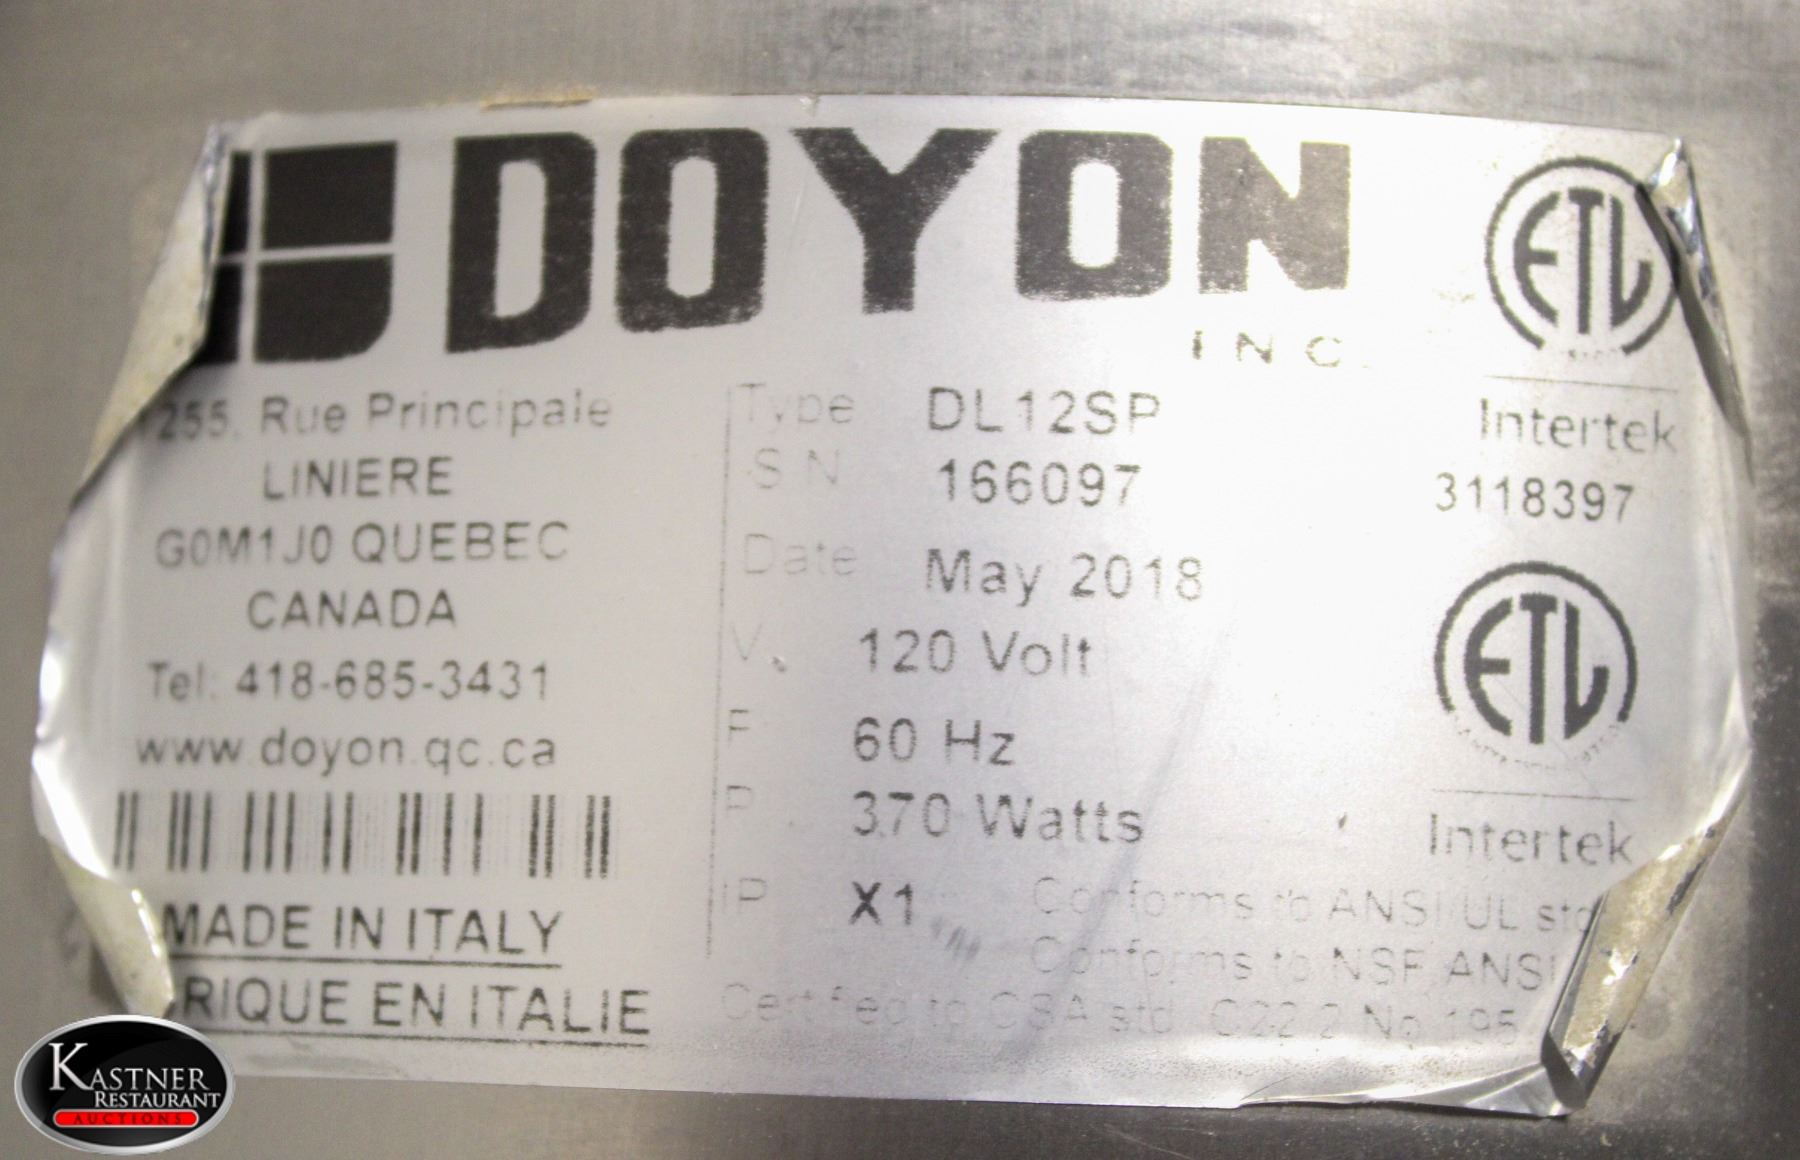 DOYON
INC.
ETL
Intertek
3118397
255, Rue Principale
LINIERE
G0M1J0 QUEBEC
CANADA
Tel: 418-685-3431
www.doyon.qc.ca
MADE IN ITALY
RIQUE EN ITALIE
Type DL12SP
S N 166097
Date May 2018
V. 120 Volt
F 60 Hz
P 370 Watts
IP X1
ETL
Intertek
Conforms to ANSI/UL std
Conforms to NSF ANSI
Certified to CSA std C22.2 No 195
KASTNER
RESTAURANT
AUCTIONS